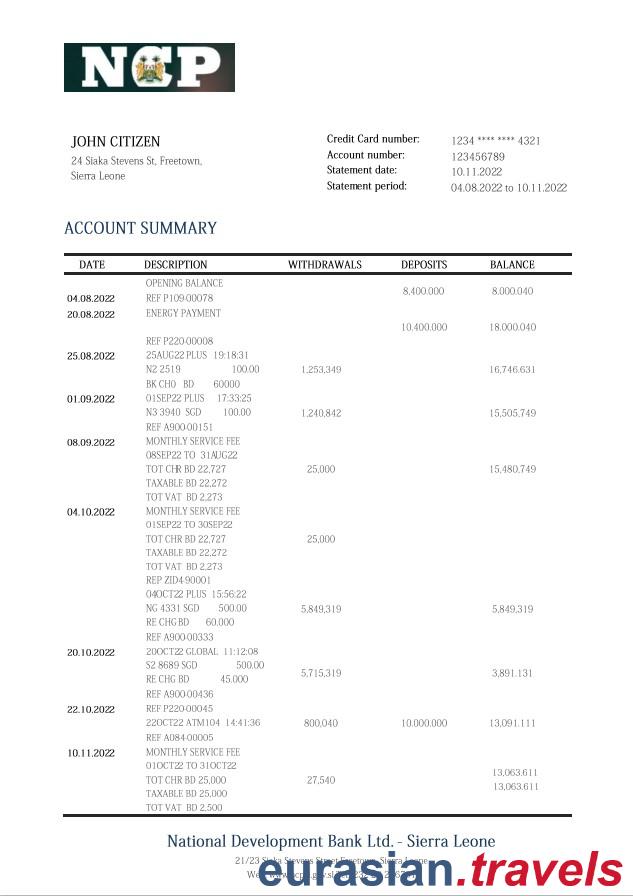 NCP
JOHN CITIZEN
24 Siaka Stevens St, Freetown,
Sierra Leone
Credit Card number: 1234 **** **** 4321
Account number: 123456789
Statement date: 10.11.2022
Statement period: 04.08.2022 to 10.11.2022
ACCOUNT SUMMARY
DATE DESCRIPTION WITHDRAWALS DEPOSITS BALANCE
OPENING BALANCE
8.400.000 8.000.040
04.08.2022 REF P109-00078
20.08.2022 ENERGY PAYMENT
10.400.000 18.000.040
REF P220-00008
25.08.2022 25AUG22 PLUS 19:18:31
N2 2519 100.00 1,253,349 16,746.631
BK CH0 BD 60000
01.09.2022 01SEP22 PLUS 17:33:25
N3 3940 SGD 100.00 1,240,842 15,505,749
REF A900-00151
08.09.2022 MONTHLY SERVICE FEE
08SEP22 TO 31AUG22
TOT CHR BD 22,727 25,000 15,480,749
TAXABLE BD 22,272
TOT VAT BD 2,273
04.10.2022 MONTHLY SERVICE FEE
01SEP22 TO 30SEP22
TOT CHR BD 22,727 25,000
TAXABLE BD 22,272
TOT VAT BD 2,273
REP ZID4-90001
04OCT22 PLUS 15:56:22
NG 4331 SGD 500.00 5,849,319 5,849,319
RE CHG BD 60.000
REF A900-00333
20.10.2022 20OCT22 GLOBAL 11:12:08
S2 8689 SGD 500.00
5,715,319 3,891.131
RE CHG BD 45.000
REF A900-00436
22.10.2022 REF P220-00045
22OCT22 ATM104 14:41:36 800,040 10.000.000 13,091.111
REF A084-00005
10.11.2022 MONTHLY SERVICE FEE
01OCT22 TO 31OCT22
13,063.611
TOT CHR BD 25,000 27,540
13,063.611
TAXABLE BD 25,000
TOT VAT BD 2,500
National Development Bank Ltd. - Sierra Leone
21/23 Siaka Stevens Street Freetown, Sierra Leone
eurasian.travels